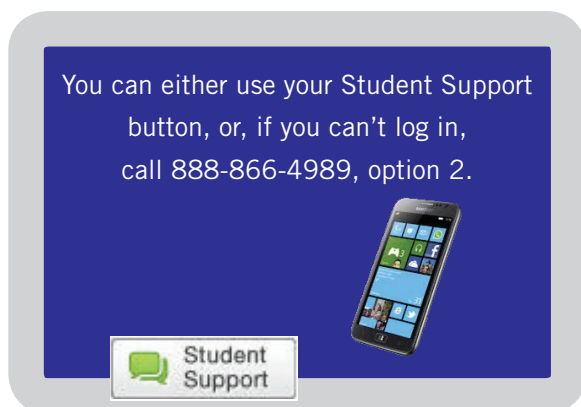 You can either use your Student Support
button, or, if you can’t log in,
call 888-866-4989, option 2.
Student
Support